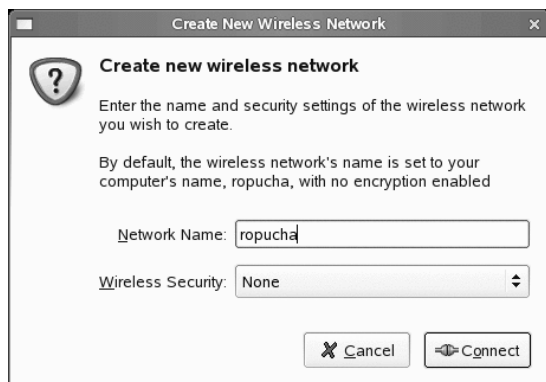 Create New Wireless Network
Create new wireless network
Enter the name and security settings of the wireless network
you wish to create.
By default, the wireless network's name is set to your
computer's name, ropucha, with no encryption enabled
Network Name: ropucha
Wireless Security: None
Cancel Connect